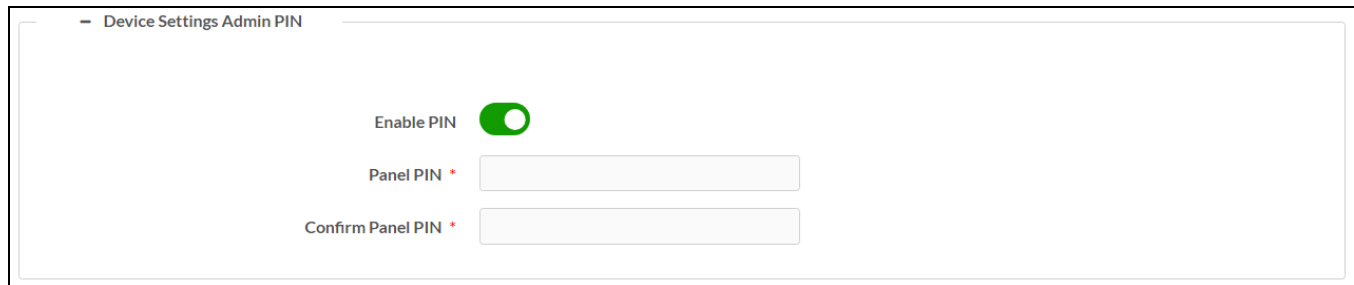 – Device Settings Admin PIN
Enable PIN
Panel PIN *
Confirm Panel PIN *